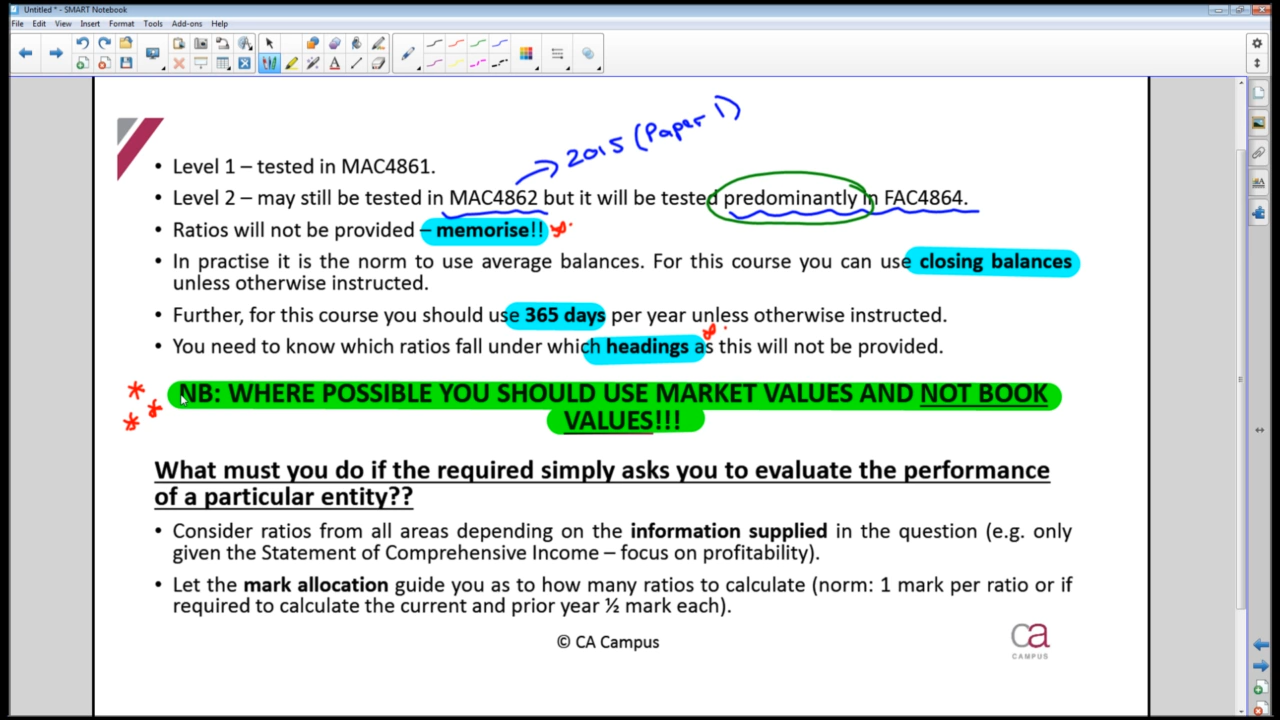 Untitled * - SMART Notebook
File Edit View Insert Format Tools Add-ons Help
2015 (Paper 1)
• Level 1 – tested in MAC4861.
• Level 2 – may still be tested in MAC4862 but it will be tested predominantly in FAC4864.
• Ratios will not be provided – memorise!!
• In practise it is the norm to use average balances. For this course you can use closing balances
unless otherwise instructed.
• Further, for this course you should use 365 days per year unless otherwise instructed.
• You need to know which ratios fall under which headings as this will not be provided.
NB: WHERE POSSIBLE YOU SHOULD USE MARKET VALUES AND NOT BOOK
VALUES!!!
What must you do if the required simply asks you to evaluate the performance
of a particular entity??
• Consider ratios from all areas depending on the information supplied in the question (e.g. only
given the Statement of Comprehensive Income – focus on profitability).
• Let the mark allocation guide you as to how many ratios to calculate (norm: 1 mark per ratio or if
required to calculate the current and prior year ½ mark each).
© CA Campus
ca
CAMPUS